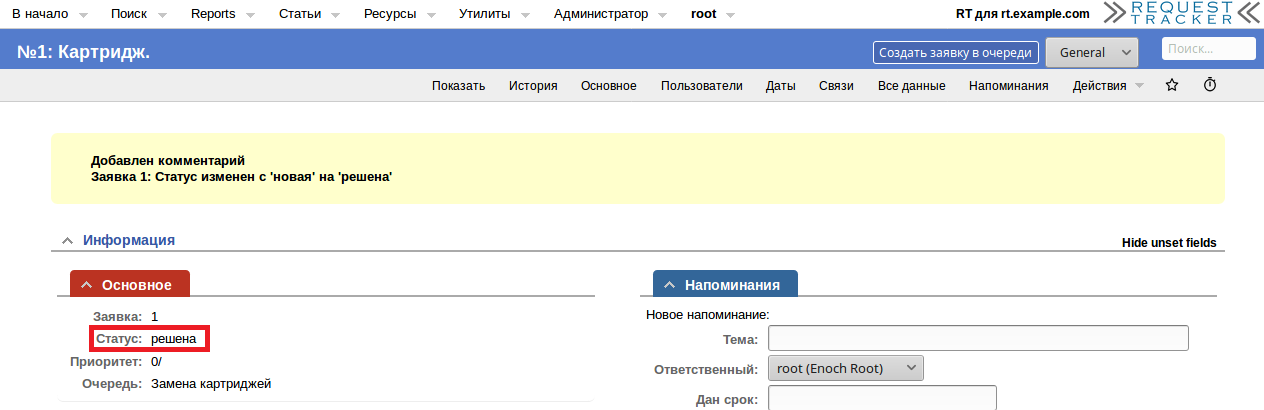 В начало Поиск Reports Статьи Ресурсы Утилиты Администратор root RT для rt.example.com REQUEST TRACKER
№1: Картридж. Создать заявку в очереди General Поиск...
Показать История Основное Пользователи Даты Связи Все данные Напоминания Действия
Добавлен комментарий
Заявка 1: Статус изменен с 'новая' на 'решена'
Информация
Hide unset fields
Основное
Заявка: 1
Статус: решена
Приоритет: 0/
Очередь: Замена картриджей
Напоминания
Новое напоминание:
Тема:
Ответственный: root (Enoch Root)
Дан срок: